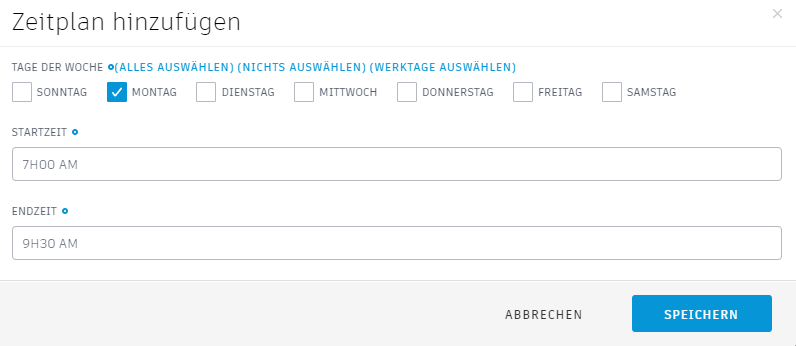 Zeitplan hinzufügen
TAGE DER WOCHE (ALLES AUSWÄHLEN) (NICHTS AUSWÄHLEN) (WERKTAGE AUSWÄHLEN)
SONNTAG MONTAG DIENSTAG MITTWOCH DONNERSTAG FREITAG SAMSTAG
STARTZEIT
7H00 AM
ENDZEIT
9H30 AM
ABBRECHEN SPEICHERN